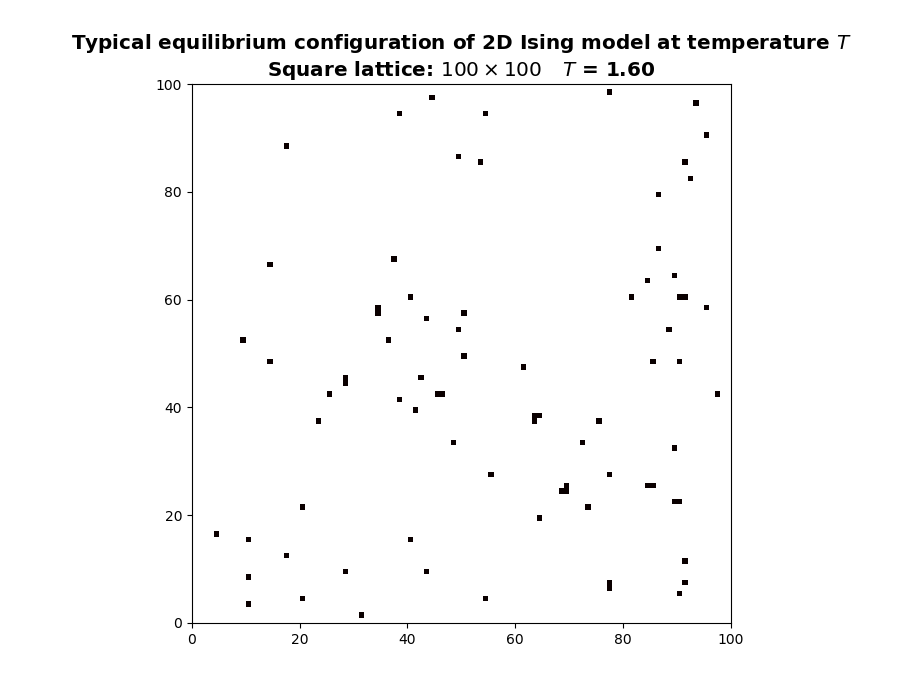 Typical equilibrium configuration of 2D Ising model at temperature T
Square lattice: 100 × 100 T = 1.60
100
80
60
40
20
0
0 20 40 60 80 100